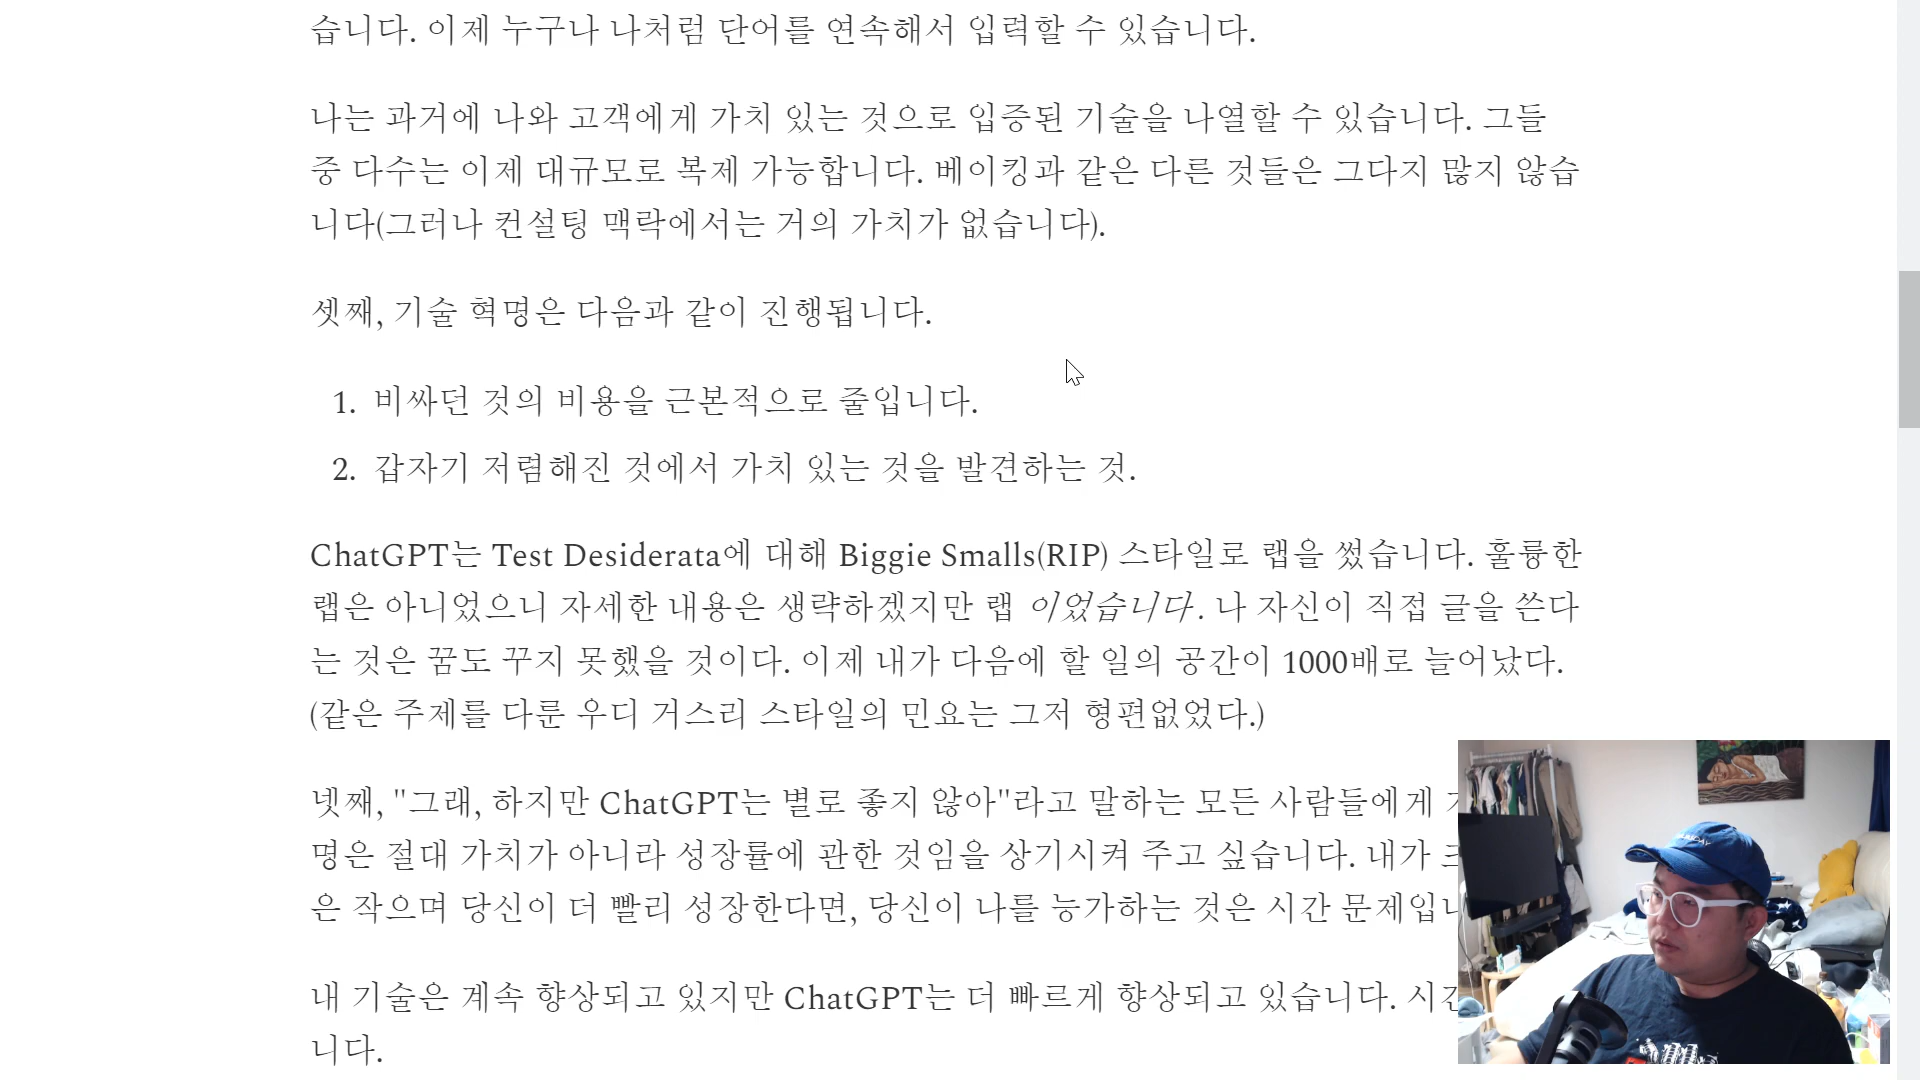 습니다. 이제 누구나 나처럼 단어를 연속해서 입력할 수 있습니다.
나는 과거에 나와 고객에게 가치 있는 것으로 입증된 기술을 나열할 수 있습니다. 그들
중 다수는 이제 대규모로 복제 가능합니다. 베이킹과 같은 다른 것들은 그다지 많지 않습
니다(그러나 컨설팅 맥락에서는 거의 가치가 없습니다).
셋째, 기술 혁명은 다음과 같이 진행됩니다.
1. 비싸던 것의 비용을 근본적으로 줄입니다.
2. 갑자기 저렴해진 것에서 가치 있는 것을 발견하는 것.
ChatGPT는 Test Desiderata에 대해 Biggie Smalls(RIP) 스타일로 랩을 썼습니다. 훌륭한
랩은 아니었으니 자세한 내용은 생략하겠지만 랩 이었습니다. 나 자신이 직접 글을 쓴다
는 것은 꿈도 꾸지 못했을 것이다. 이제 내가 다음에 할 일의 공간이 1000배로 늘어났다.
(같은 주제를 다룬 우디 거스리 스타일의 민요는 그저 형편없었다.)
넷째, "그래, 하지만 ChatGPT는 별로 좋지 않아"라고 말하는 모든 사람들에게
명은 절대 가치가 아니라 성장률에 관한 것임을 상기시켜 주고 싶습니다. 내가
은 작으며 당신이 더 빨리 성장한다면, 당신이 나를 능가하는 것은 시간
내 기술은 계속 향상되고 있지만 ChatGPT는 더 빠르게 향상되고 있습니다.
니다.